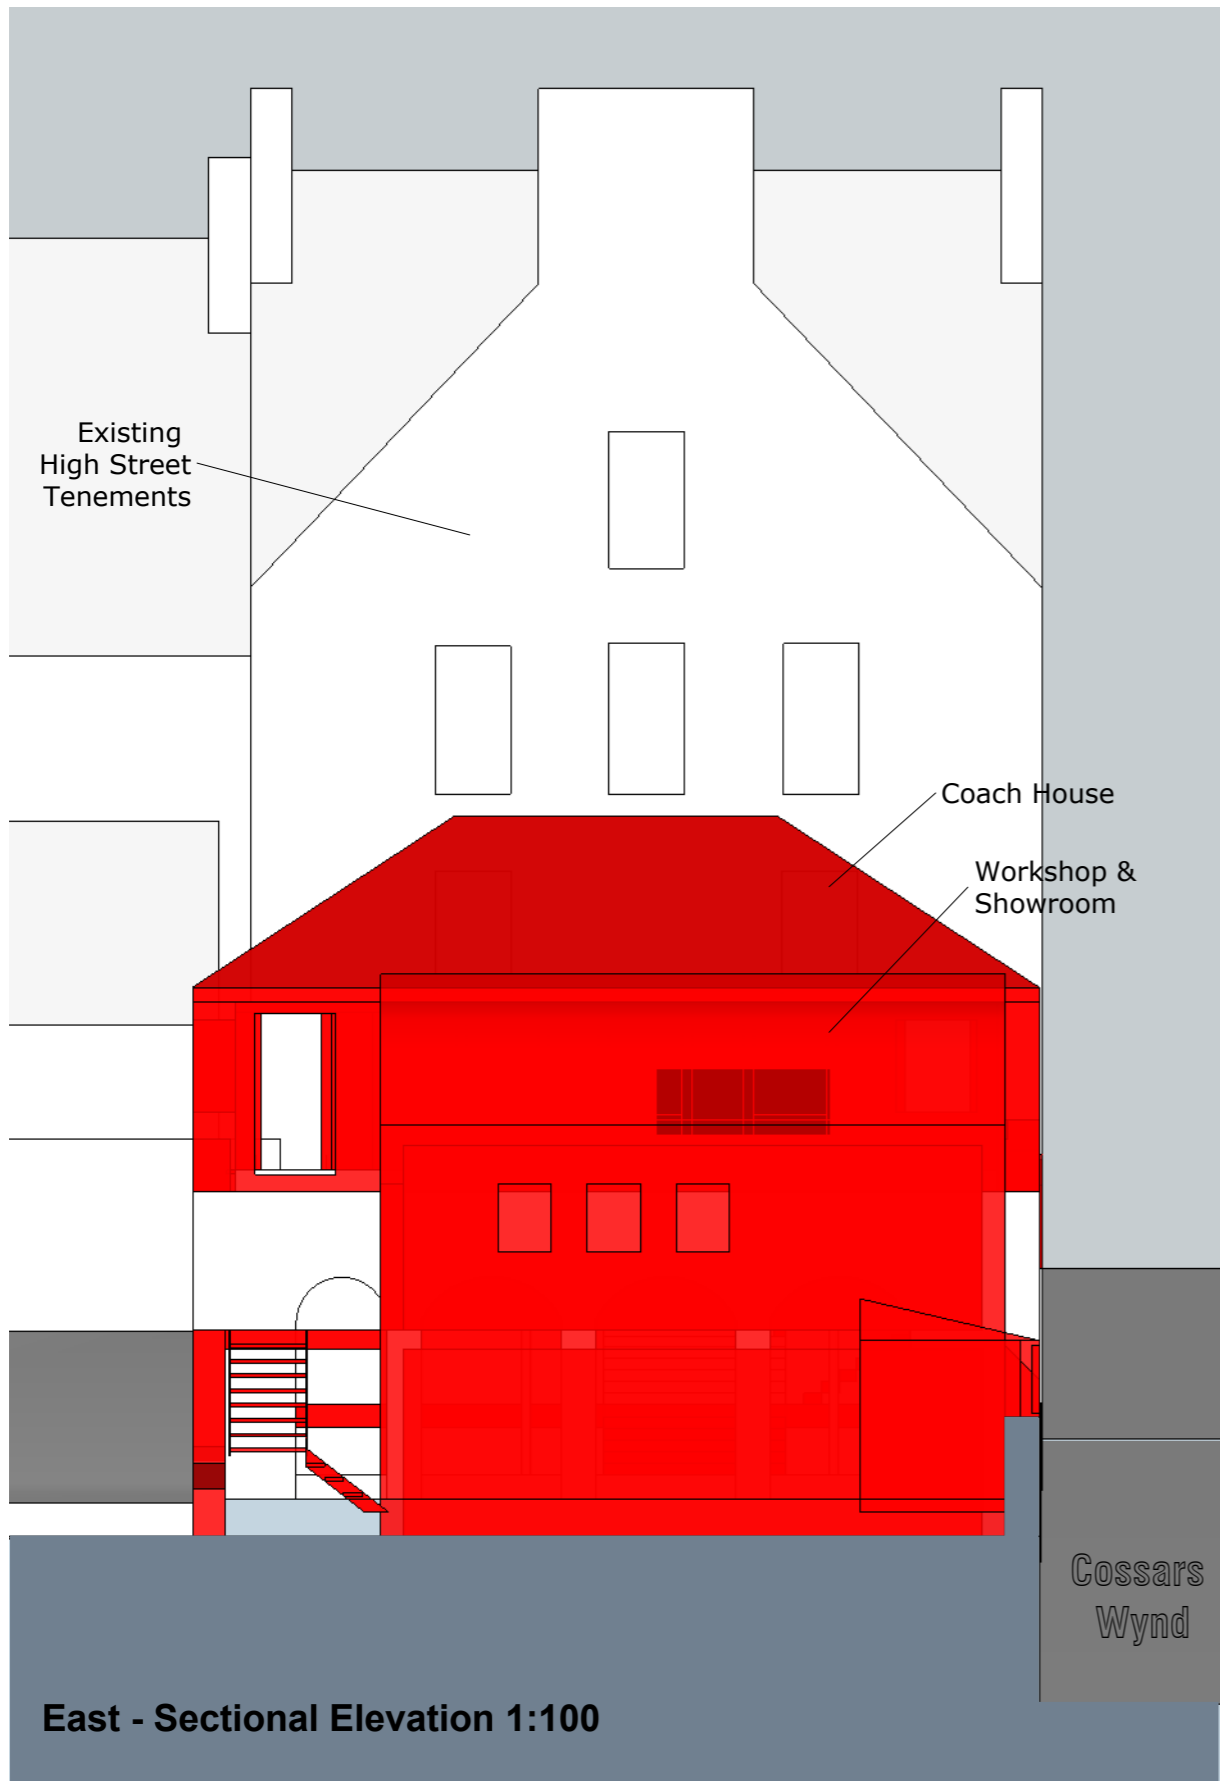 Existing
High Street
Tenements
Coach House
Workshop &
Showroom
Cossars
Wynd
East - Sectional Elevation 1:100